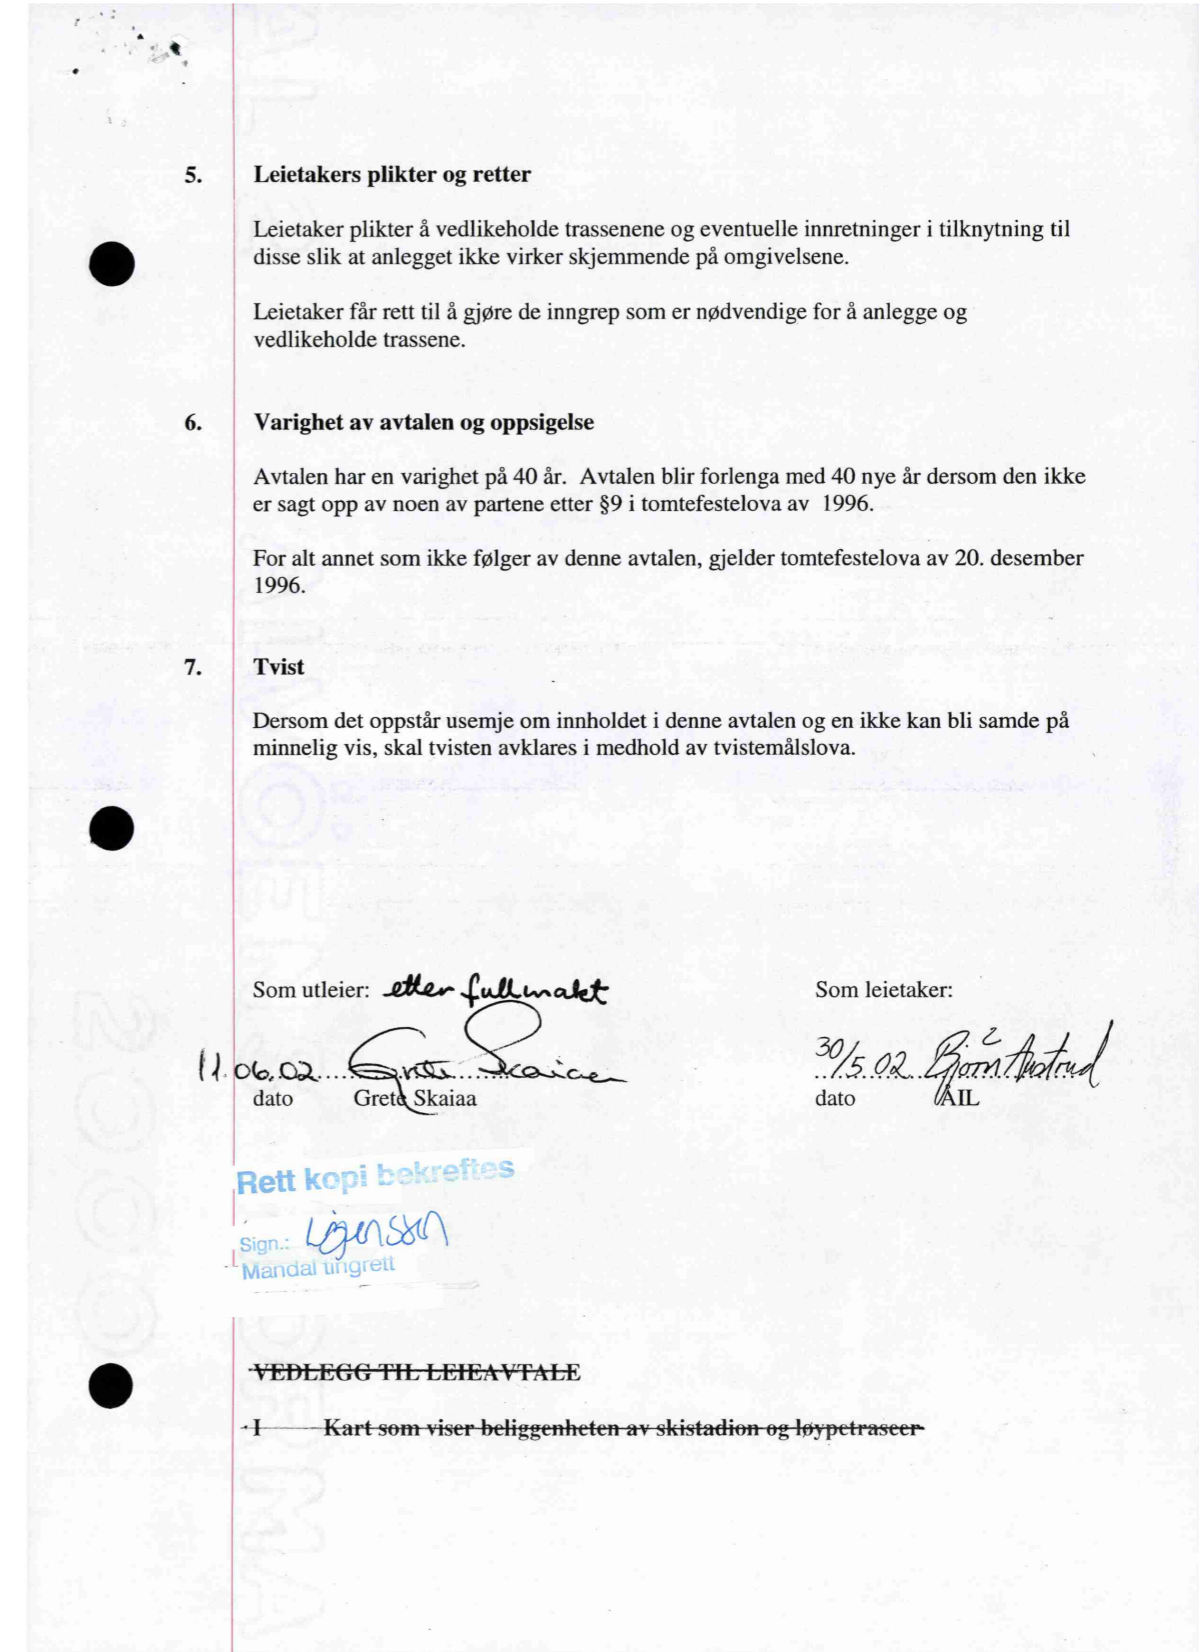 5. Leietakers plikter og retter
Leietaker plikter å vedlikeholde trassenene og eventuelle innretninger i tilknytning til
disse slik at anlegget ikke virker skjemmende på omgivelsene.
Leietaker får rett til å gjøre de inngrep som er nødvendige for å anlegge og
vedlikeholde trassene.
6. Varighet av avtalen og oppsigelse
Avtalen har en varighet på 40 år. Avtalen blir forlenga med 40 nye år dersom den ikke
er sagt opp av noen av partene etter §9 i tomtefestelova av 1996.
For alt annet som ikke følger av denne avtalen, gjelder tomtefestelova av 20. desember
1996.
7. Tvist
Dersom det oppstår usemje om innholdet i denne avtalen og en ikke kan bli samde på
minnelig vis, skal tvisten avklares i medhold av tvistemålslova.
Som utleier: etter fullmakt
Som leietaker:
11.06.02 Grete Skaiaa
30/5.02 Bjørn
dato Grete Skaiaa
dato AIL
Rett kopi bekreftes
Sign.:
Mandal tingrett
VEDLEGG TIL LEIEAVTALE
I Kart som viser beliggenheten av skistadion og løypetraseer